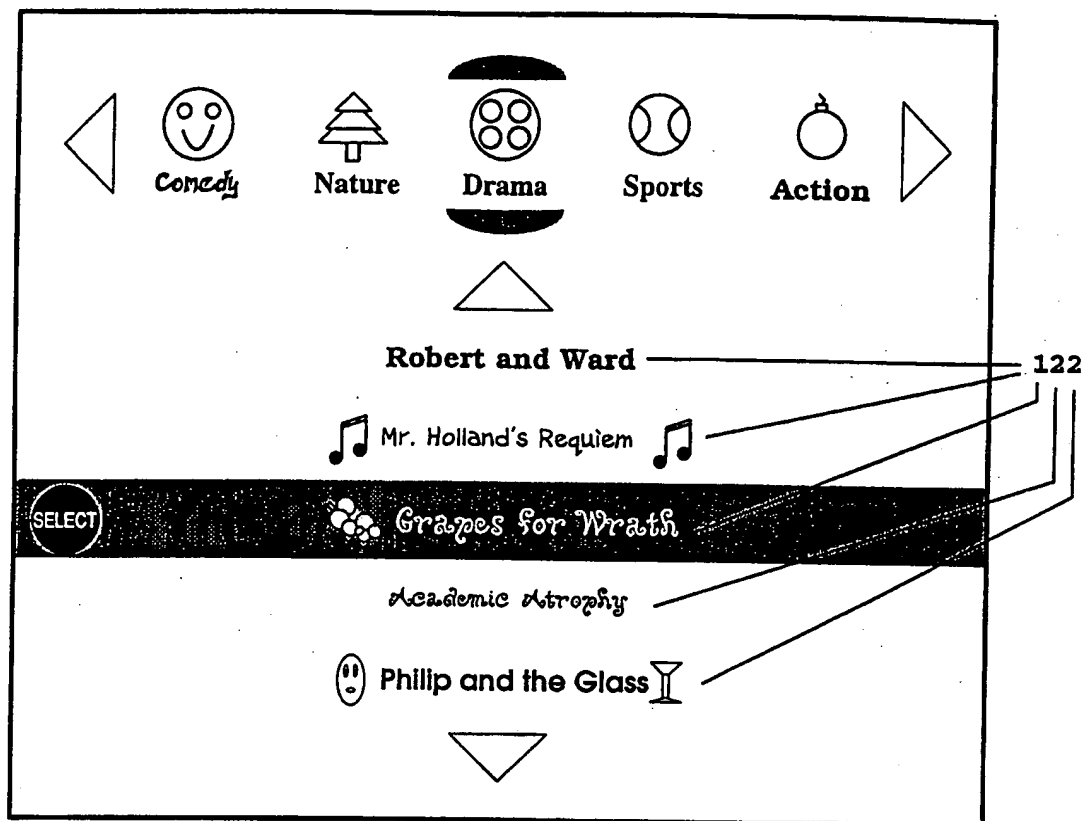 Comedy Nature Drama Sports Action
Robert and Ward
122
Mr. Holland's Requiem
SELECT Grapes for Wrath
Academic Atrophy
Philip and the Glass